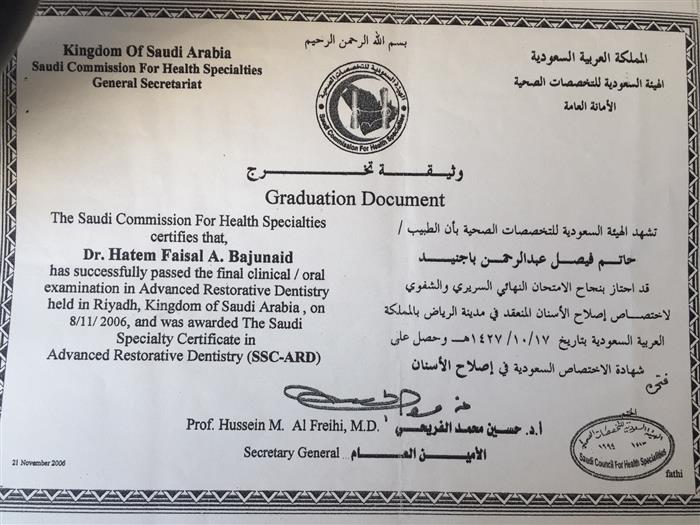 بسم الله الرحمن الرحيم
Kingdom Of Saudi Arabia
Saudi Commission For Health Specialties
General Secretariat
المملكة العربية السعودية
الهيئة السعودية للتخصصات الصحية
الأمانة العامة
الهيئة السعودية للتخصصات الصحية
Saudi Commission For Health Specialties
وثيقة تخرج
Graduation Document
The Saudi Commission For Health Specialties
certifies that,
Dr. Hatem Faisal A. Bajunaid
has successfully passed the final clinical / oral
examination in Advanced Restorative Dentistry
held in Riyadh, Kingdom of Saudi Arabia , on
8/11/ 2006, and was awarded The Saudi
Specialty Certificate in
Advanced Restorative Dentistry (SSC-ARD)
تشهد الهيئة السعودية للتخصصات الصحية بأن الطبيب /
حاتم فيصل عبدالرحمن باجنيد
قد اجتاز بنجاح الامتحان النهائي السريري والشفوي
لاختصاص إصلاح الأسنان المنعقد في مدينة الرياض بالمملكة
العربية السعودية بتاريخ ١٤٢٧/١٠/١٧هـ وحصل على
شهادة الاختصاص السعودية في إصلاح الأسنان
فتحي
Prof. Hussein M. Al Freihi, M.D.
أ.د. حسين محمد الفريحي
Secretary General
الأمين العام
الختم
Saudi Council For Health Specialties
fathi
21 November 2006